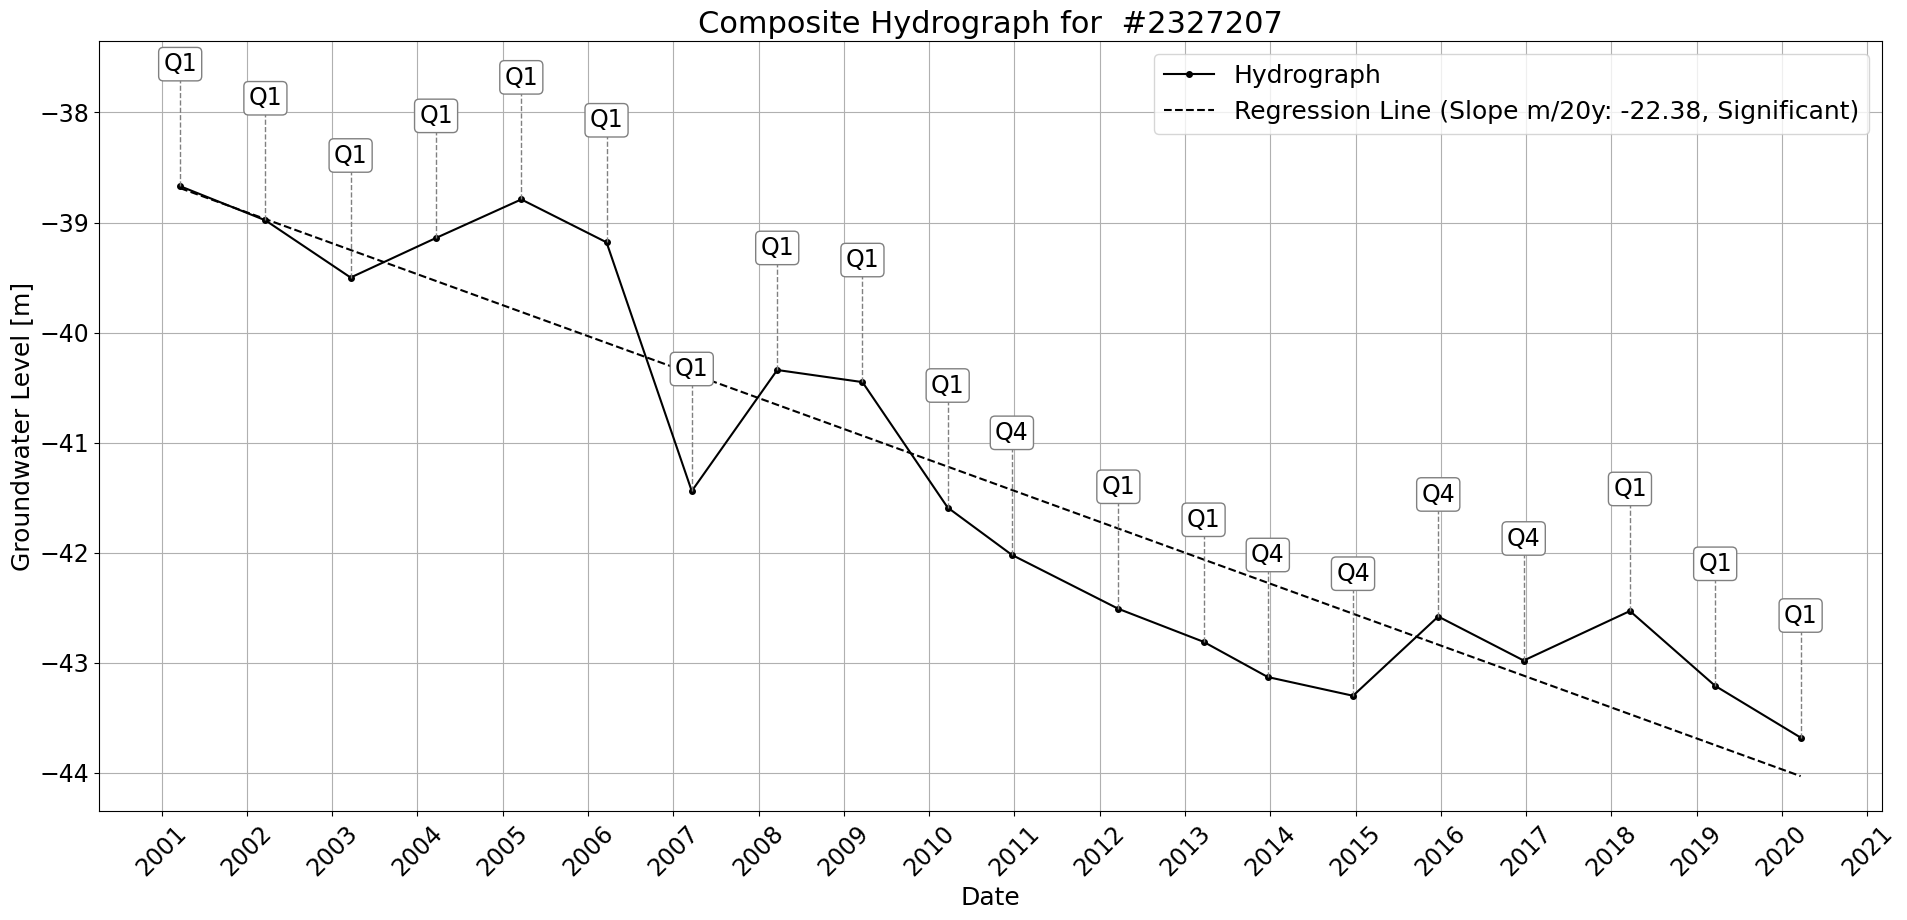 Composite Hydrograph for  #2327207
Hydrograph
Regression Line (Slope m/20y: -22.38, Significant)
Groundwater Level [m]
−38
−39
−40
−41
−42
−43
−44
Q1
Q1
Q1
Q1
Q1
Q1
Q1
Q1
Q1
Q1
Q4
Q1
Q1
Q4
Q4
Q4
Q4
Q1
Q1
Q1
2001
2002
2003
2004
2005
2006
2007
2008
2009
2010
2011
2012
2013
2014
2015
2016
2017
2018
2019
2020
2021
Date